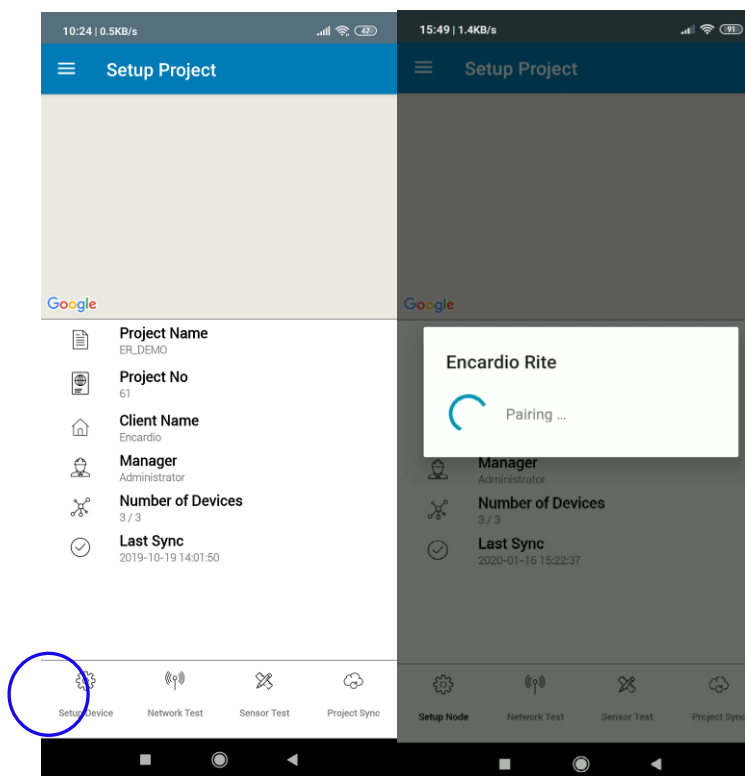 10:24 | 0.5KB/s
47
Setup Project
Google
Project Name
ER_DEMO
Project No
61
Client Name
Encardio
Manager
Administrator
Number of Devices
3 / 3
Last Sync
2019-10-19 14:01:50
Setup Device
Network Test
Sensor Test
Project Sync
15:49 | 1.4KB/s
91
Setup Project
Google
Encardio Rite
Pairing ...
Manager
Administrator
Number of Devices
3 / 3
Last Sync
2020-01-16 15:22:37
Setup Node
Network Test
Sensor Test
Project Sync